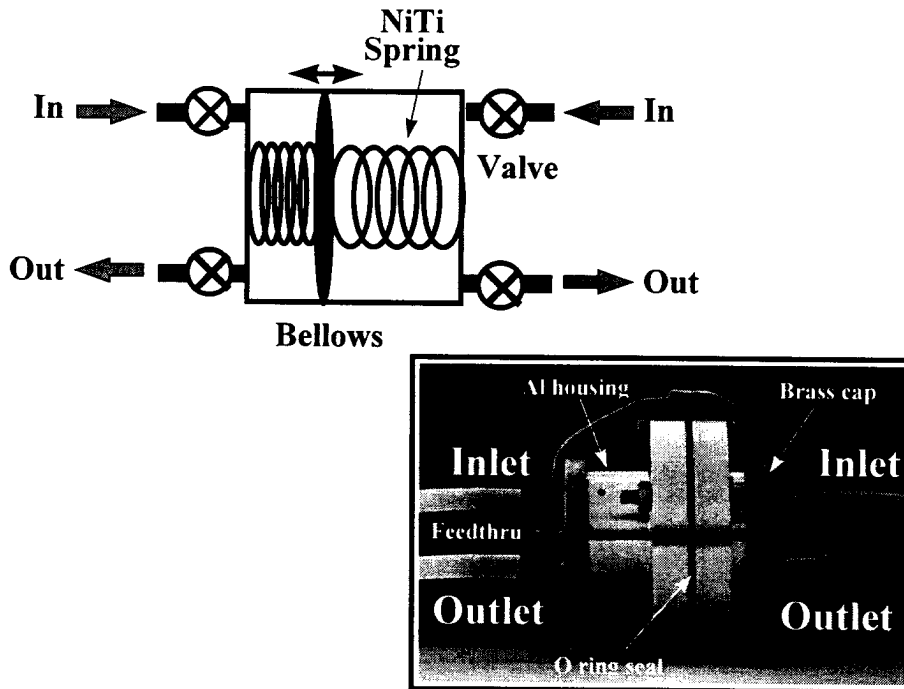 NiTi
Spring
In
In
Valve
Out
Out
Bellows
Al housing
Brass cap
Inlet
Inlet
Feedthru
Outlet
Outlet
O ring seal